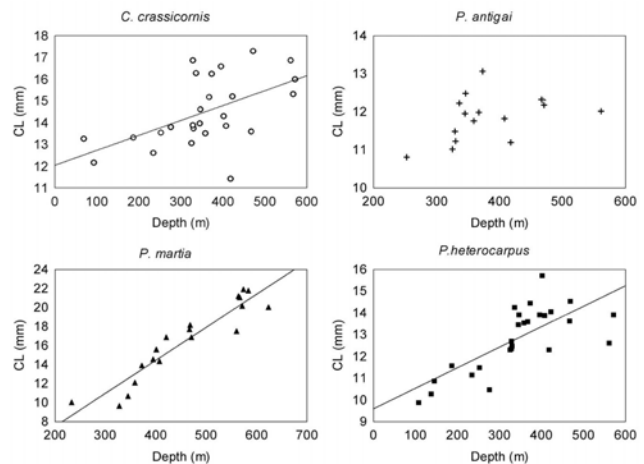 C. crassicornis
P. antigai
18
17
16
15
14
13
12
11
CL (mm)
0 100 200 300 400 500 600
Depth (m)
14
13
12
11
10
CL (mm)
200 300 400 500 600
Depth (m)
P. martia
P.heterocarpus
24
22
20
18
16
14
12
10
8
CL (mm)
200 300 400 500 600 700
Depth (m)
16
15
14
13
12
11
10
9
CL (mm)
0 100 200 300 400 500 600
Depth (m)